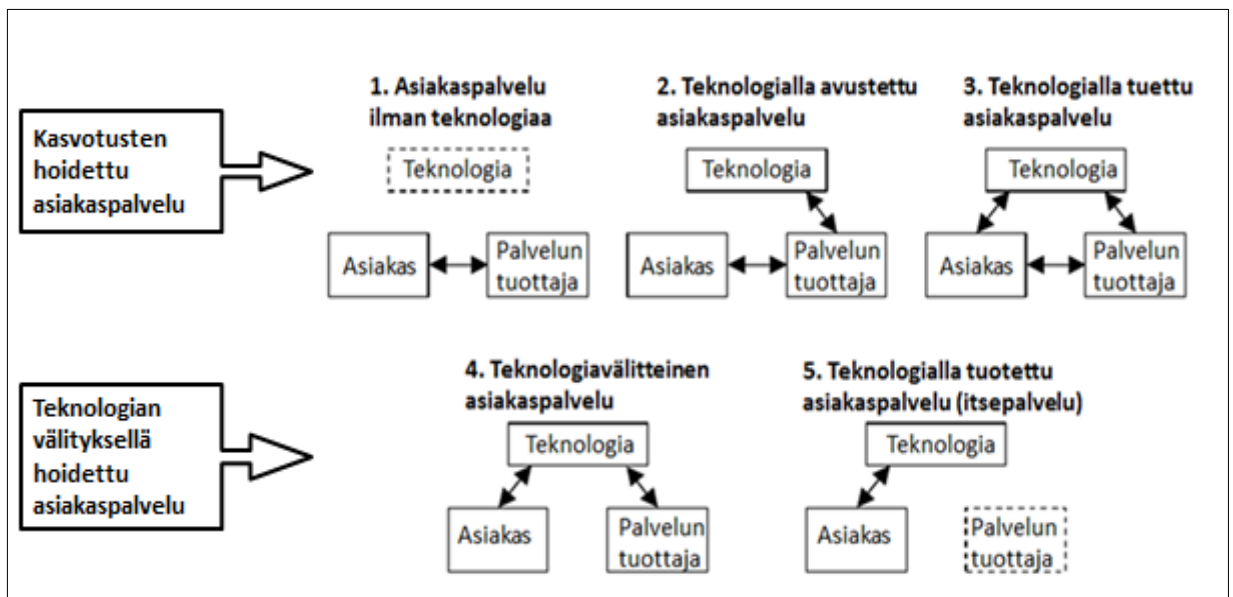 Kasvotusten
hoidettu
asiakaspalvelu
1. Asiakaspalvelu
ilman teknologiaa
Teknologia
Asiakas
Palvelun
tuottaja
2. Teknologialla avustettu
asiakaspalvelu
Teknologia
Asiakas
Palvelun
tuottaja
3. Teknologialla tuettu
asiakaspalvelu
Teknologia
Asiakas
Palvelun
tuottaja
Teknologian
välityksellä
hoidettu
asiakaspalvelu
4. Teknologiavälitteinen
asiakaspalvelu
Teknologia
Asiakas
Palvelun
tuottaja
5. Teknologialla tuotettu
asiakaspalvelu (itsepalvelu)
Teknologia
Asiakas
Palvelun
tuottaja